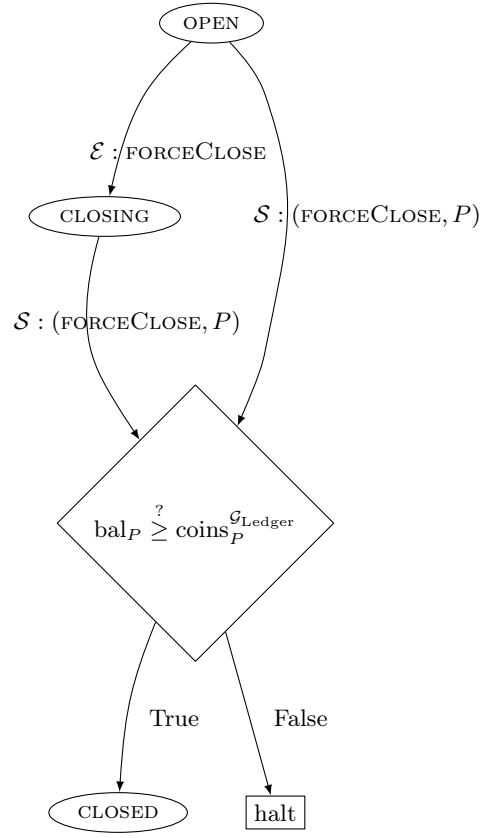 OPEN
ℰ : FORCECLOSE
CLOSING
𝒮 : (FORCECLOSE, P)
𝒮 : (FORCECLOSE, P)
bal_P ≥^? coins_P^{𝒢_Ledger}
True
False
CLOSED
halt